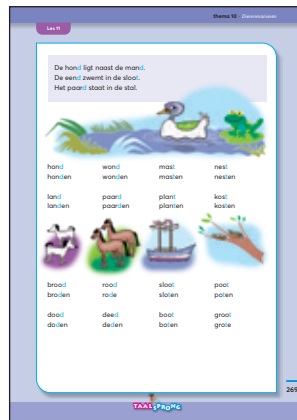 thema 10 | Dierenmanieren
Les 11
De hond ligt naast de mand.
De eend zwemt in de sloot.
Het paard staat in de stal.
hond wond mast nest
honden wonden masten nesten
land paard plant kost
landen paarden planten kosten
brood rood sloot poot
broden rode sloten poten
dood deed boot groot
doden deden boten grote
269
TAALSPRONG